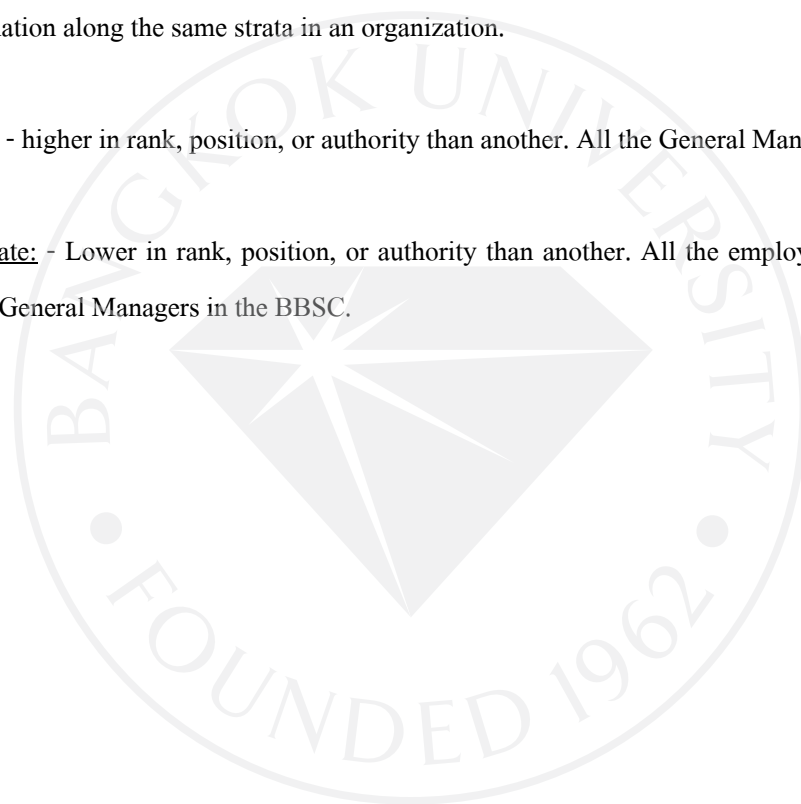 ation along the same strata in an organization.
- higher in rank, position, or authority than another. All the General Man
ate: - Lower in rank, position, or authority than another. All the employ
General Managers in the BBSC.
BANGKOK UNIVERSITY
• FOUNDED 1962 •